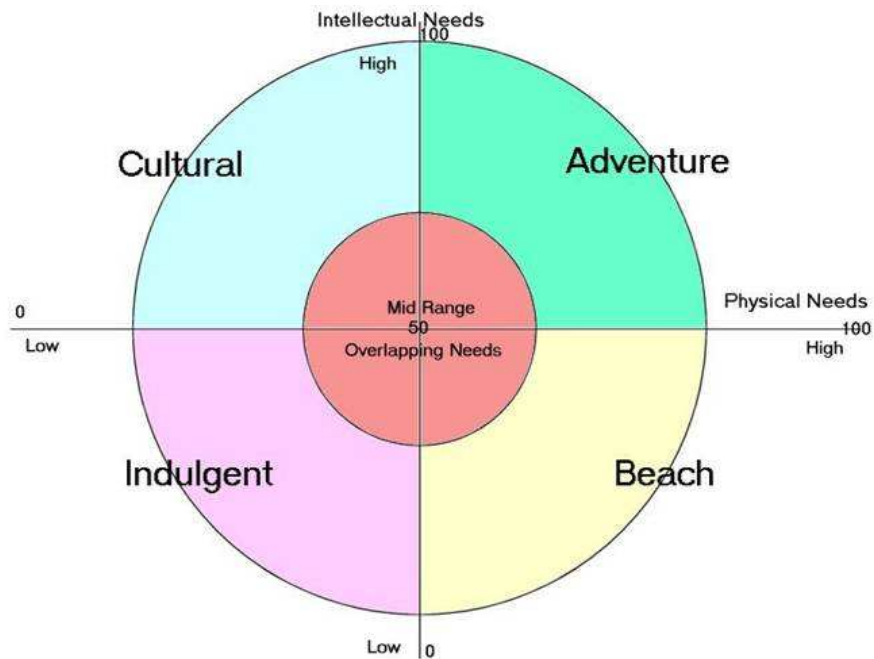 Intellectual Needs
100
High
Cultural
Adventure
0
Physical Needs
Mid Range
50
100
Low
Overlapping Needs
High
Indulgent
Beach
Low
0